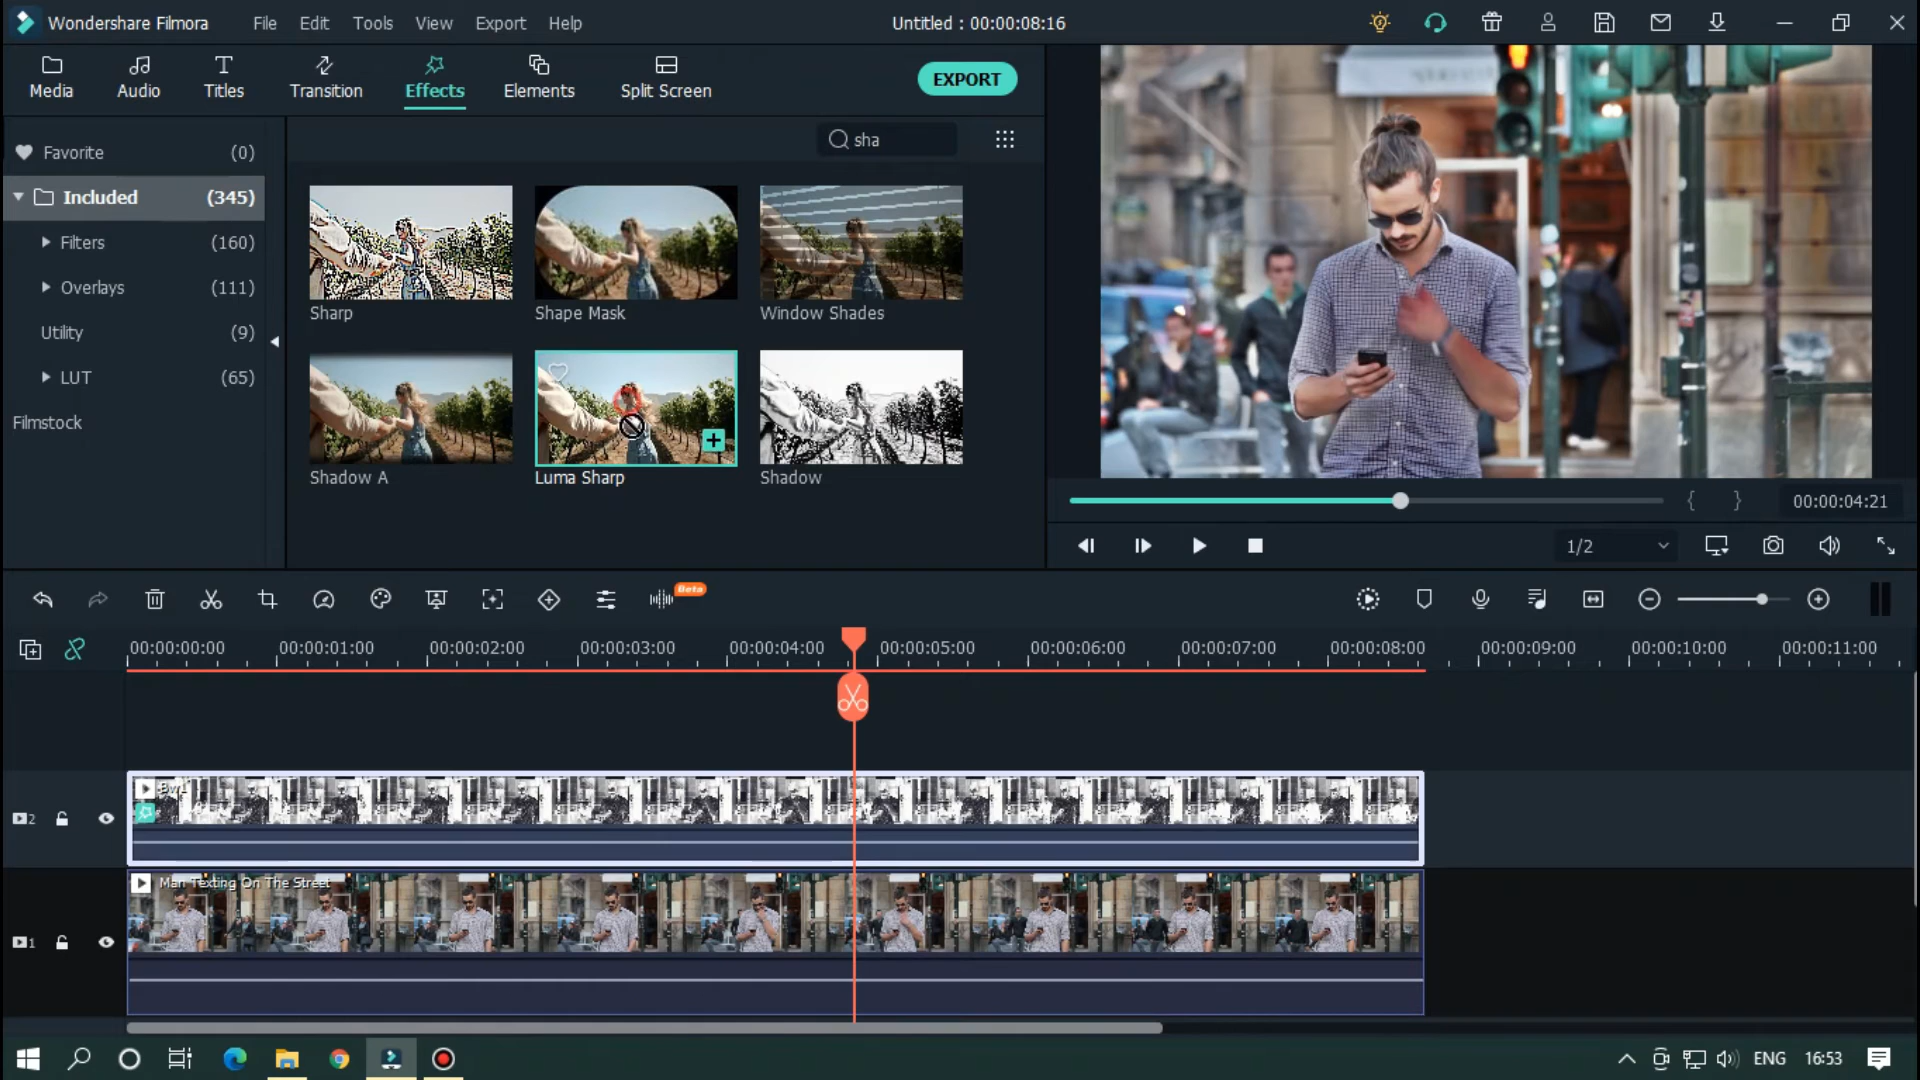 Wondershare Filmora File Edit Tools View Export Help Untitled : 00:00:08:16
Media Audio Titles Transition Effects Elements Split Screen EXPORT
Favorite (0)
sha
Included (345)
Filters (160)
Overlays (111)
Utility (9)
LUT (65)
Filmstock
Sharp Shape Mask Window Shades
Shadow A Luma Sharp Shadow
{ } 00:00:04:21
1/2
Beta
00:00:00:00 00:00:01:00 00:00:02:00 00:00:03:00 00:00:04:00 00:00:05:00 00:00:06:00 00:00:07:00 00:00:08:00 00:00:09:00 00:00:10:00 00:00:11:00
Bw1
2
Man Texting On The Street
1
ENG 16:53